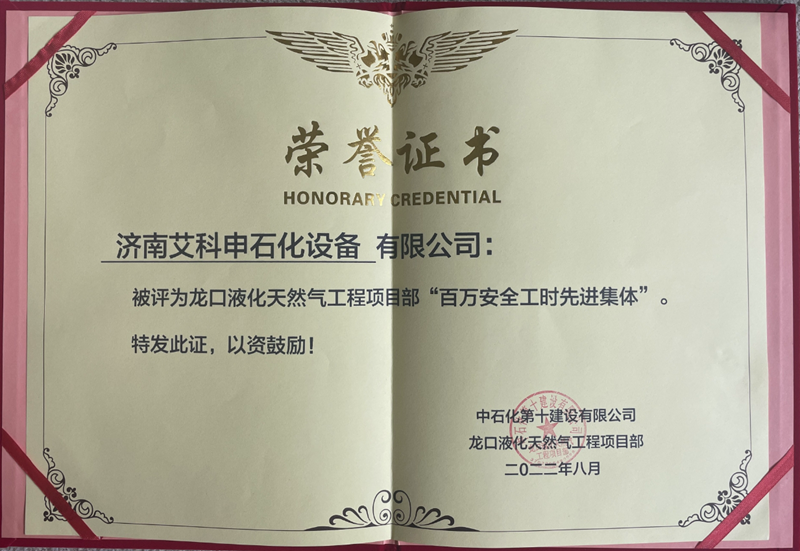 荣誉证书
HONORARY CREDENTIAL
济南艾科申石化设备 有限公司：
被评为龙口液化天然气工程项目部“百万安全工时先进集体”。
特发此证，以资鼓励！
中石化第十建设有限公司
龙口液化天然气工程项目部
二〇二二年八月